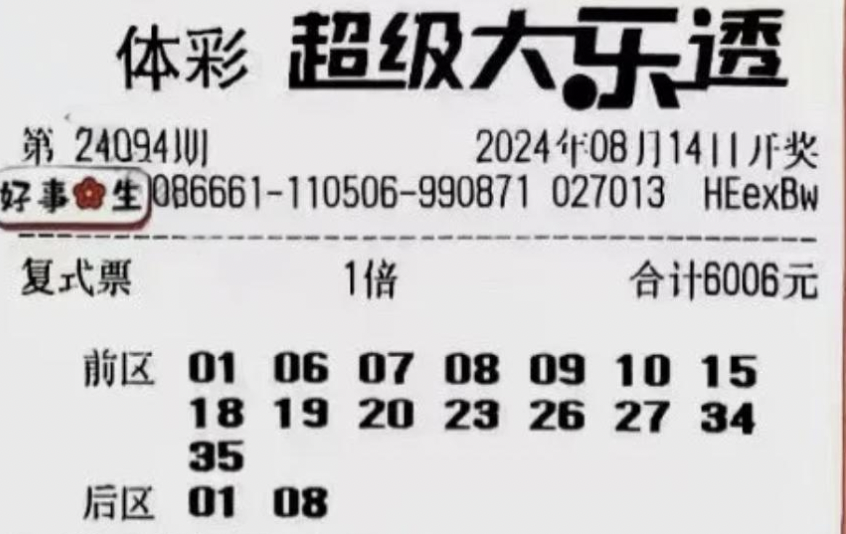 体彩 超级大乐透
第 24094期 2024年08月14日开奖
好事 生 086661-110506-990871 027013 HEexBw
复式票 1倍 合计6006元
前区 01 06 07 08 09 10 15
18 19 20 23 26 27 34
35
后区 01 08